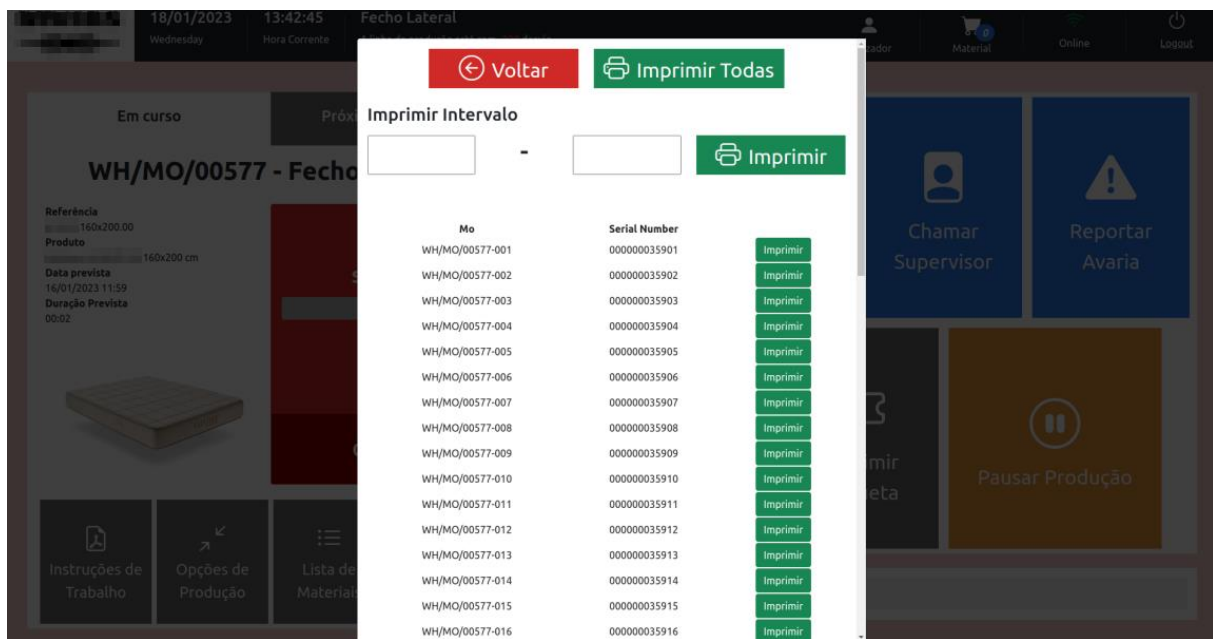 18/01/2023 13:42:45 Fecho Lateral
Wednesday Hora Corrente
Material 0 Online Logout
Voltar Imprimir Todas
Em curso
Imprimir Intervalo
- Imprimir
WH/MO/00577 - Fecho
Referência
160x200.00
Produto
160x200 cm
Data prevista
16/01/2023 11:59
Duração Prevista
00:02
Chamar
Supervisor
Reportar
Avaria
Mo Serial Number
WH/MO/00577-001 000000035901 Imprimir
WH/MO/00577-002 000000035902 Imprimir
WH/MO/00577-003 000000035903 Imprimir
WH/MO/00577-004 000000035904 Imprimir
WH/MO/00577-005 000000035905 Imprimir
WH/MO/00577-006 000000035906 Imprimir
WH/MO/00577-007 000000035907 Imprimir
WH/MO/00577-008 000000035908 Imprimir
WH/MO/00577-009 000000035909 Imprimir
WH/MO/00577-010 000000035910 Imprimir
WH/MO/00577-011 000000035911 Imprimir
WH/MO/00577-012 000000035912 Imprimir
WH/MO/00577-013 000000035913 Imprimir
WH/MO/00577-014 000000035914 Imprimir
WH/MO/00577-015 000000035915 Imprimir
WH/MO/00577-016 000000035916 Imprimir
Pausar Produção
Instruções de
Trabalho
Opções de
Produção
Lista de